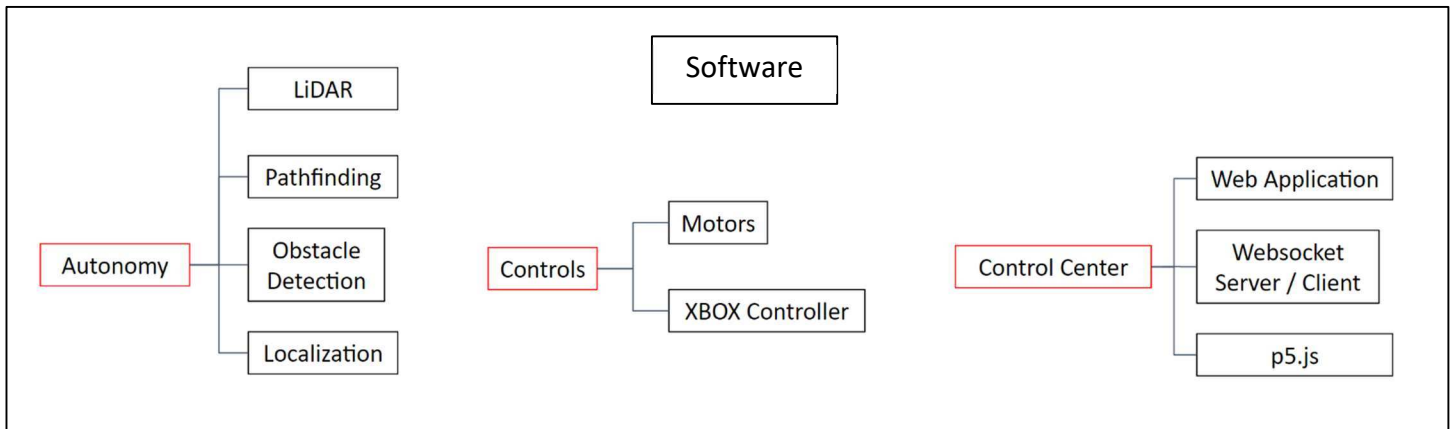 Software
Autonomy
LiDAR
Pathfinding
Obstacle
Detection
Localization
Controls
Motors
XBOX Controller
Control Center
Web Application
Websocket
Server / Client
p5.js